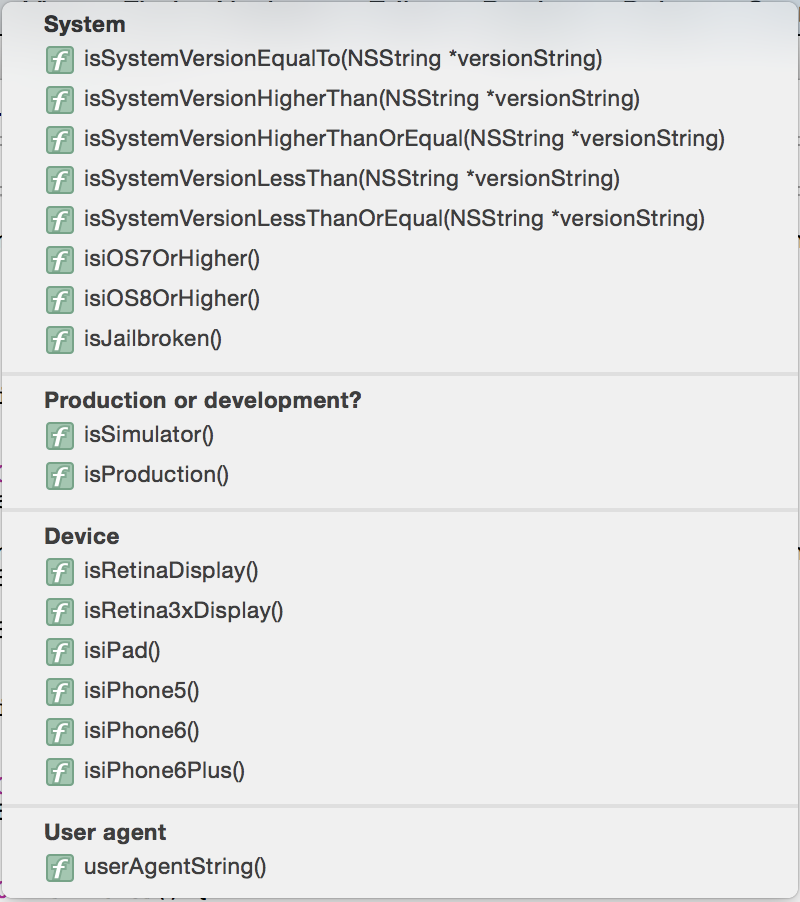 System
f isSystemVersionEqualTo(NSString *versionString)
f isSystemVersionHigherThan(NSString *versionString)
f isSystemVersionHigherThanOrEqual(NSString *versionString)
f isSystemVersionLessThan(NSString *versionString)
f isSystemVersionLessThanOrEqual(NSString *versionString)
f isiOS7OrHigher()
f isiOS8OrHigher()
f isJailbroken()
Production or development?
f isSimulator()
f isProduction()
Device
f isRetinaDisplay()
f isRetina3xDisplay()
f isiPad()
f isiPhone5()
f isiPhone6()
f isiPhone6Plus()
User agent
f userAgentString()